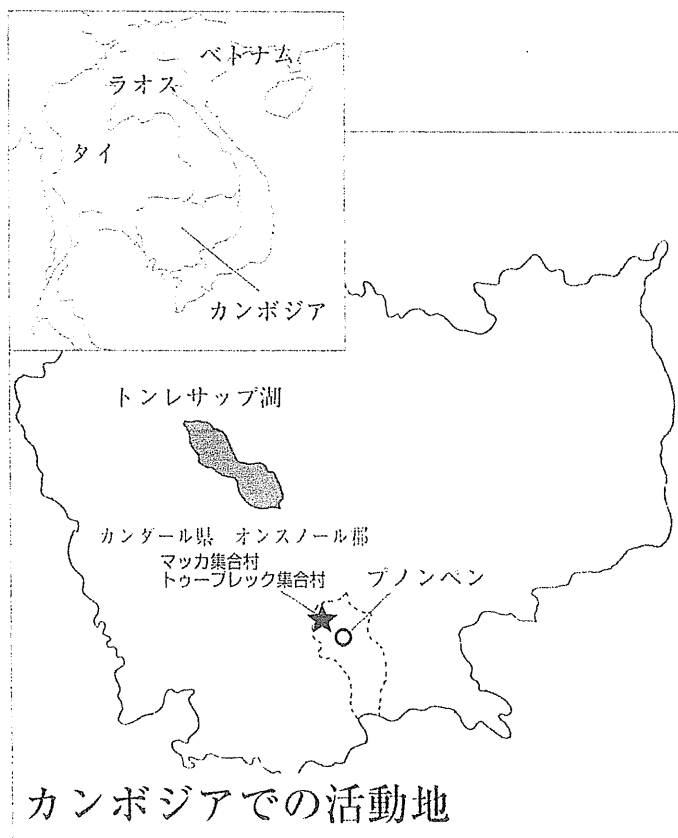 ベトナム
ラオス
タイ
カンボジア
トンレサップ湖
カンダール県 オンスノール郡
マッカ集合村
トゥープレック集合村
プノンペン
カンボジアでの活動地